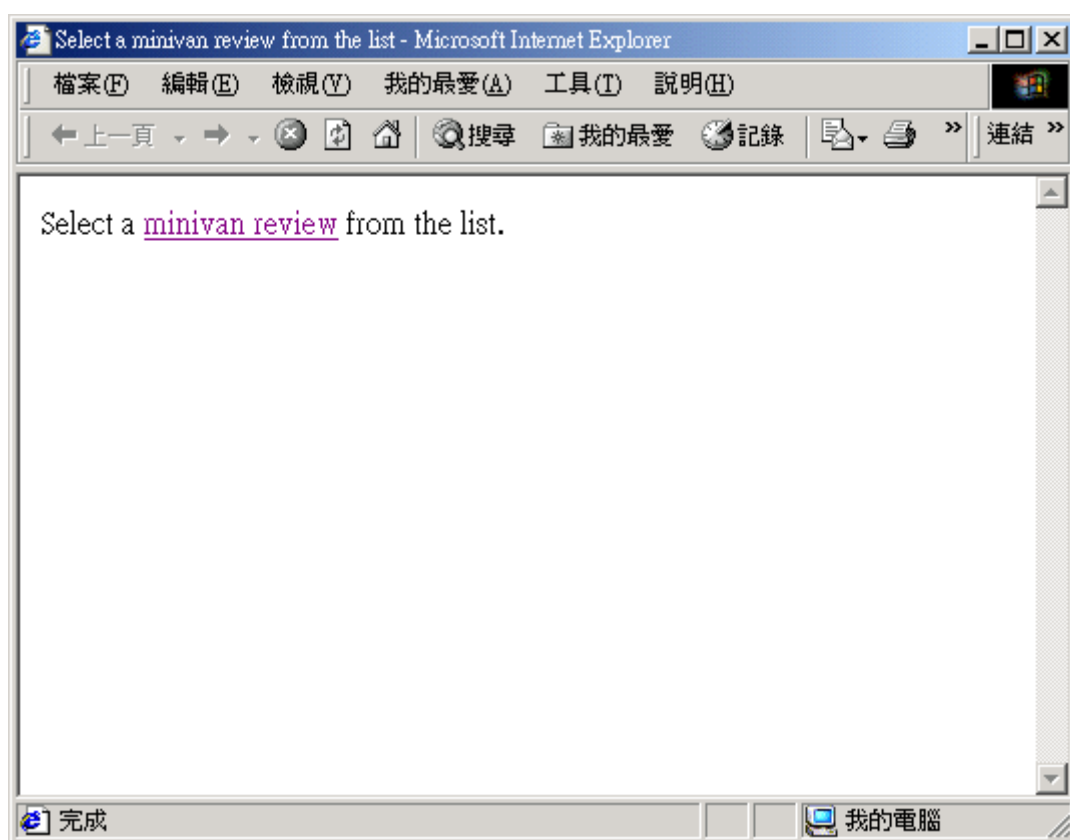 Select a minivan review from the list - Microsoft Internet Explorer
檔案(F) 編輯(E) 檢視(V) 我的最愛(A) 工具(T) 說明(H)
上一頁 搜尋 我的最愛 記錄 » 連結 »
Select a minivan review from the list.
完成 我的電腦